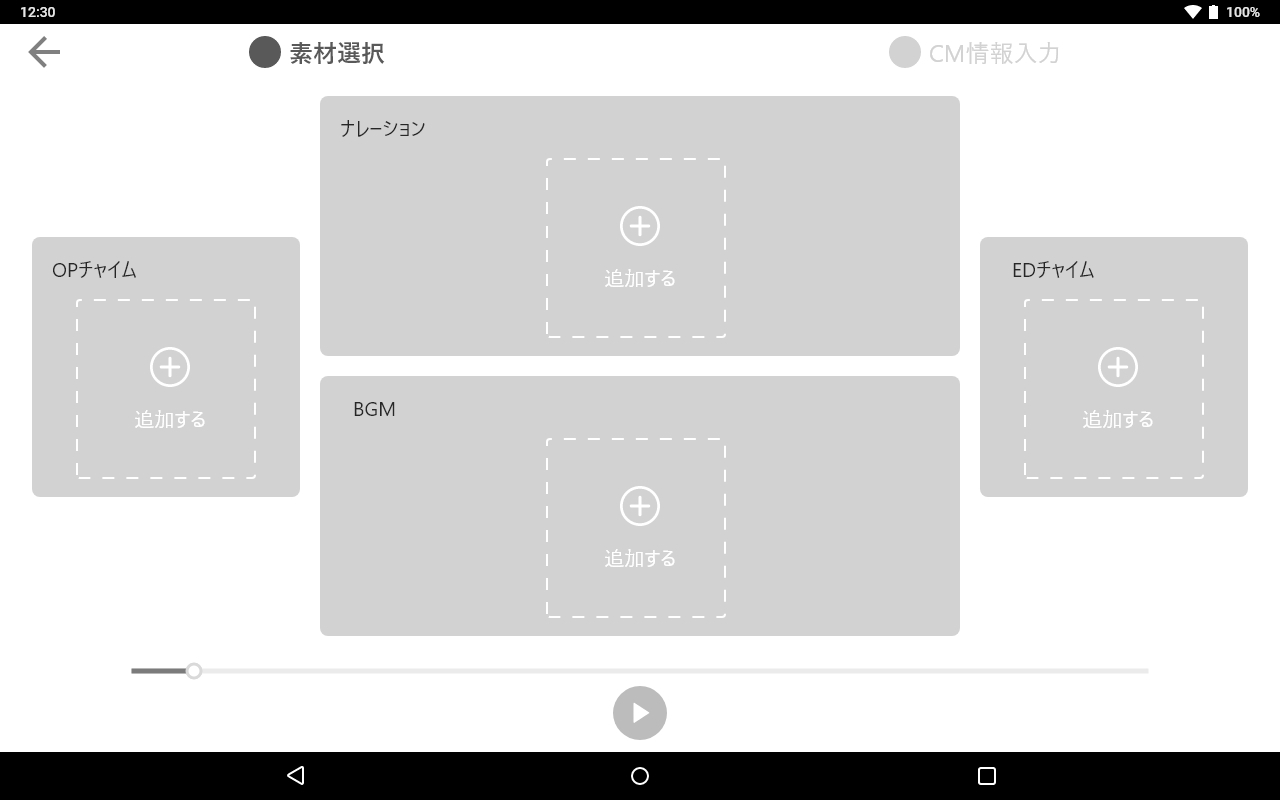 12:30
100%
素材選択
CM情報入力
ナレーション
追加する
OPチャイム
追加する
EDチャイム
追加する
BGM
追加する